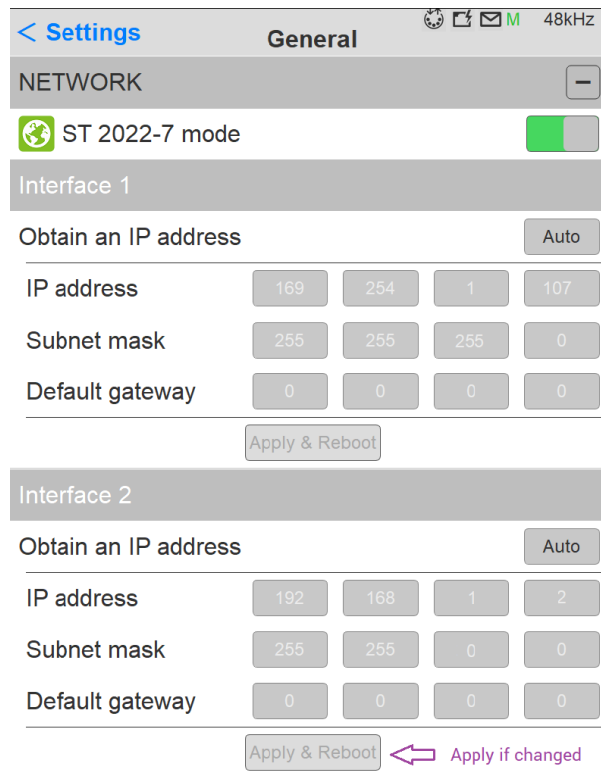 < Settings General M 48kHz
NETWORK
ST 2022-7 mode
Interface 1
Obtain an IP address Auto
IP address 169 254 1 107
Subnet mask 255 255 255 0
Default gateway 0 0 0 0
Apply & Reboot
Interface 2
Obtain an IP address Auto
IP address 192 168 1 2
Subnet mask 255 255 0 0
Default gateway 0 0 0 0
Apply & Reboot Apply if changed